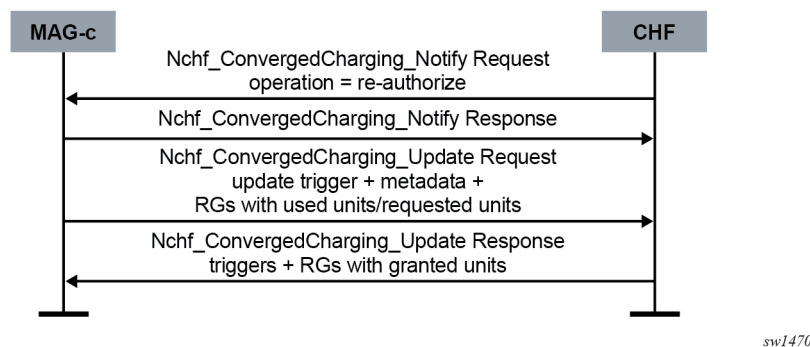 MAG-c
CHF
Nchf_ConvergedCharging_Notify Request
operation = re-authorize
Nchf_ConvergedCharging_Notify Response
Nchf_ConvergedCharging_Update Request
update trigger + metadata +
RGs with used units/requested units
Nchf_ConvergedCharging_Update Response
triggers + RGs with granted units
sw1470